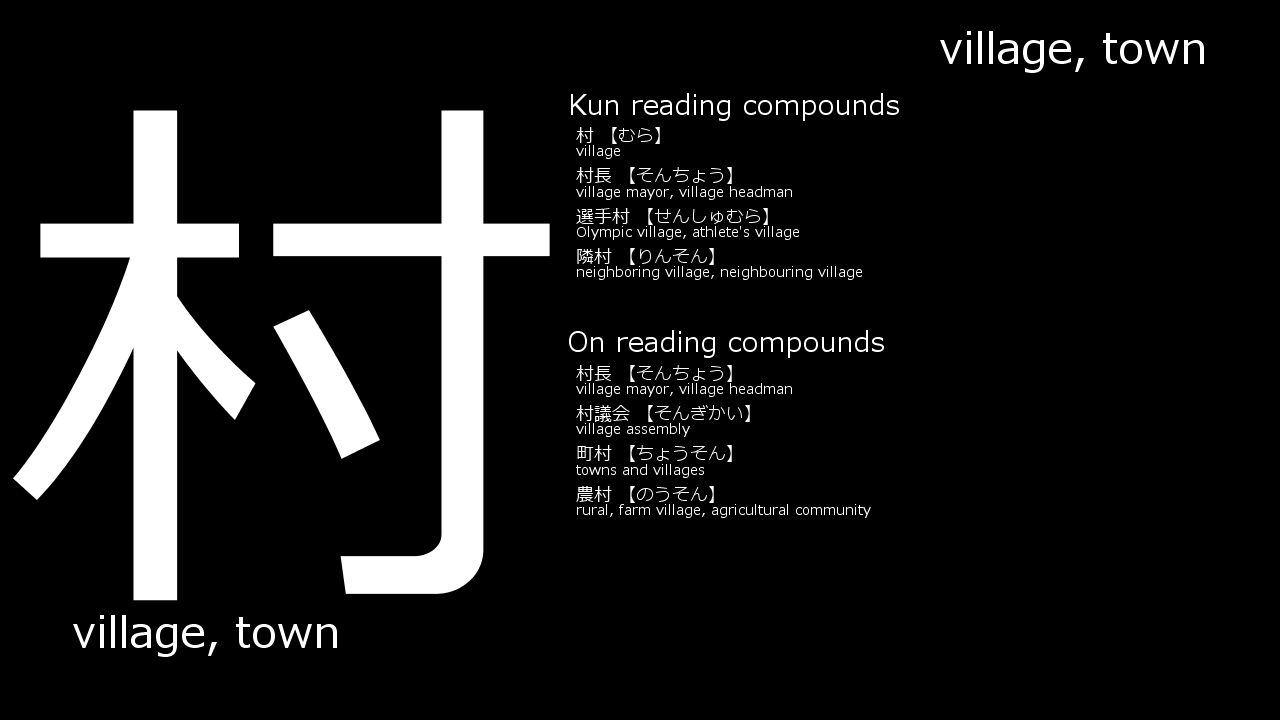 village, town
村
village, town
Kun reading compounds
村 【むら】
village
村長 【そんちょう】
village mayor, village headman
選手村 【せんしゅむら】
Olympic village, athlete's village
隣村 【りんそん】
neighboring village, neighbouring village
On reading compounds
村長 【そんちょう】
village mayor, village headman
村議会 【そんぎかい】
village assembly
町村 【ちょうそん】
towns and villages
農村 【のうそん】
rural, farm village, agricultural community